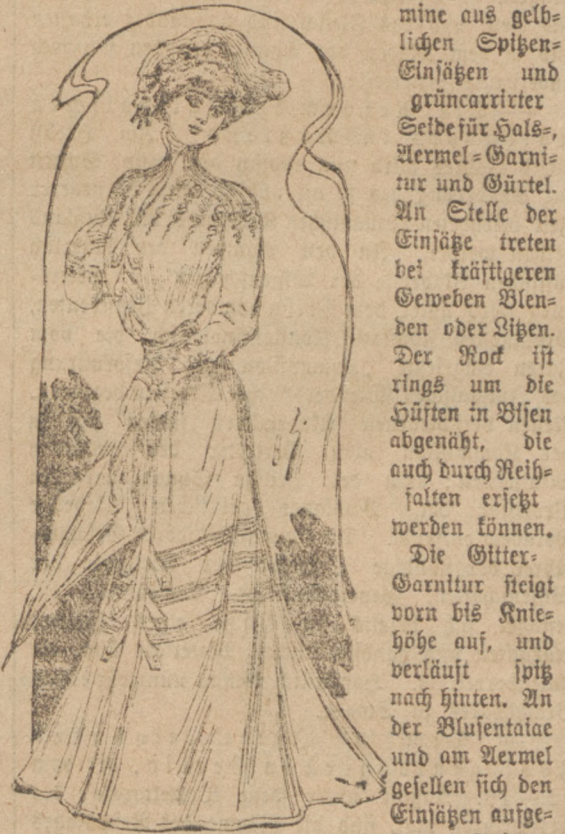 mine aus gelb=
lichen Spitzen=
Einsätzen und
grüncarrirter
Seide für Hals=,
Aermel=Garni=
tur und Gürtel.
An Stelle der
Einsätze treten
bei kräftigeren
Geweben Blen=
den oder Litzen.
Der Rock ist
rings um die
Hüften in Bisen
abgenäht, die
auch durch Reih=
falten ersetzt
werden können.
Die Gitter=
Garnitur steigt
vorn bis Knie=
höhe auf, und
verläuft spitz
nach hinten. An
der Blusentaiae
und am Aermel
gesellen sich den
Einsätzen aufge=